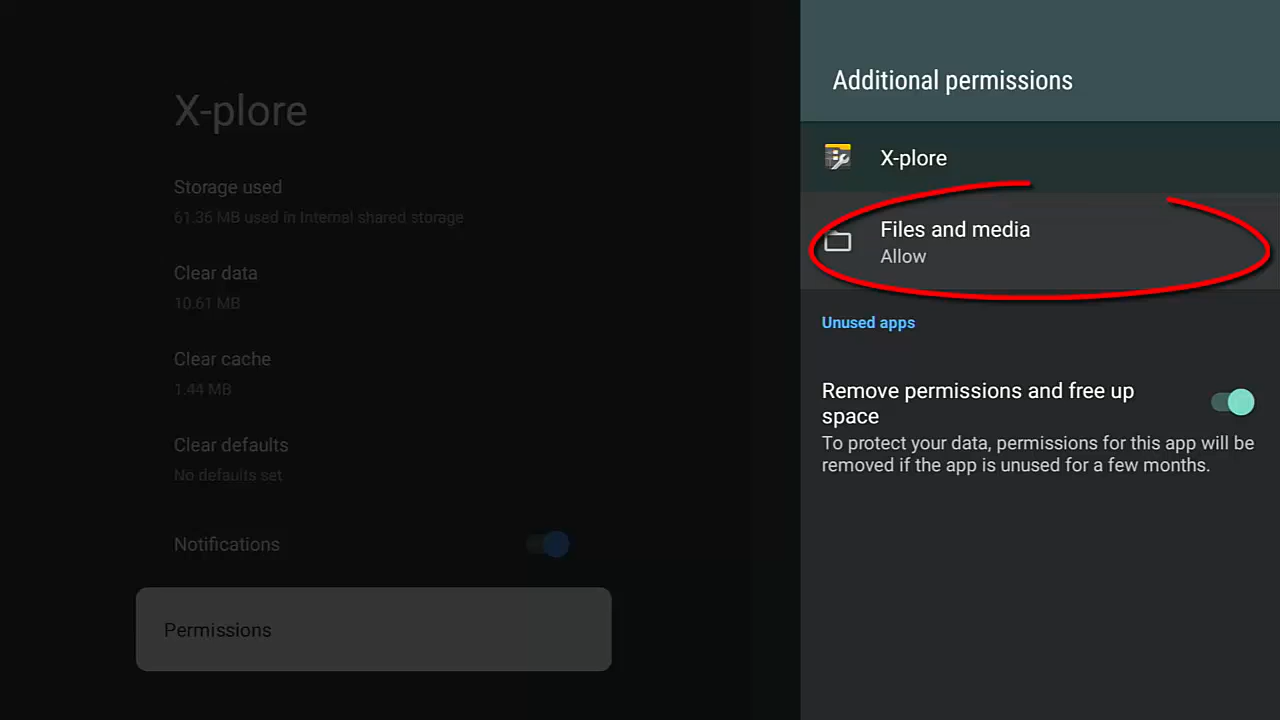 X-plore
Storage used
61.36 MB used in Internal shared storage
Clear data
10.61 MB
Clear cache
1.44 MB
Clear defaults
No defaults set
Notifications
Permissions
Additional permissions
X-plore
Files and media
Allow
Unused apps
Remove permissions and free up
space
To protect your data, permissions for this app will be
removed if the app is unused for a few months.